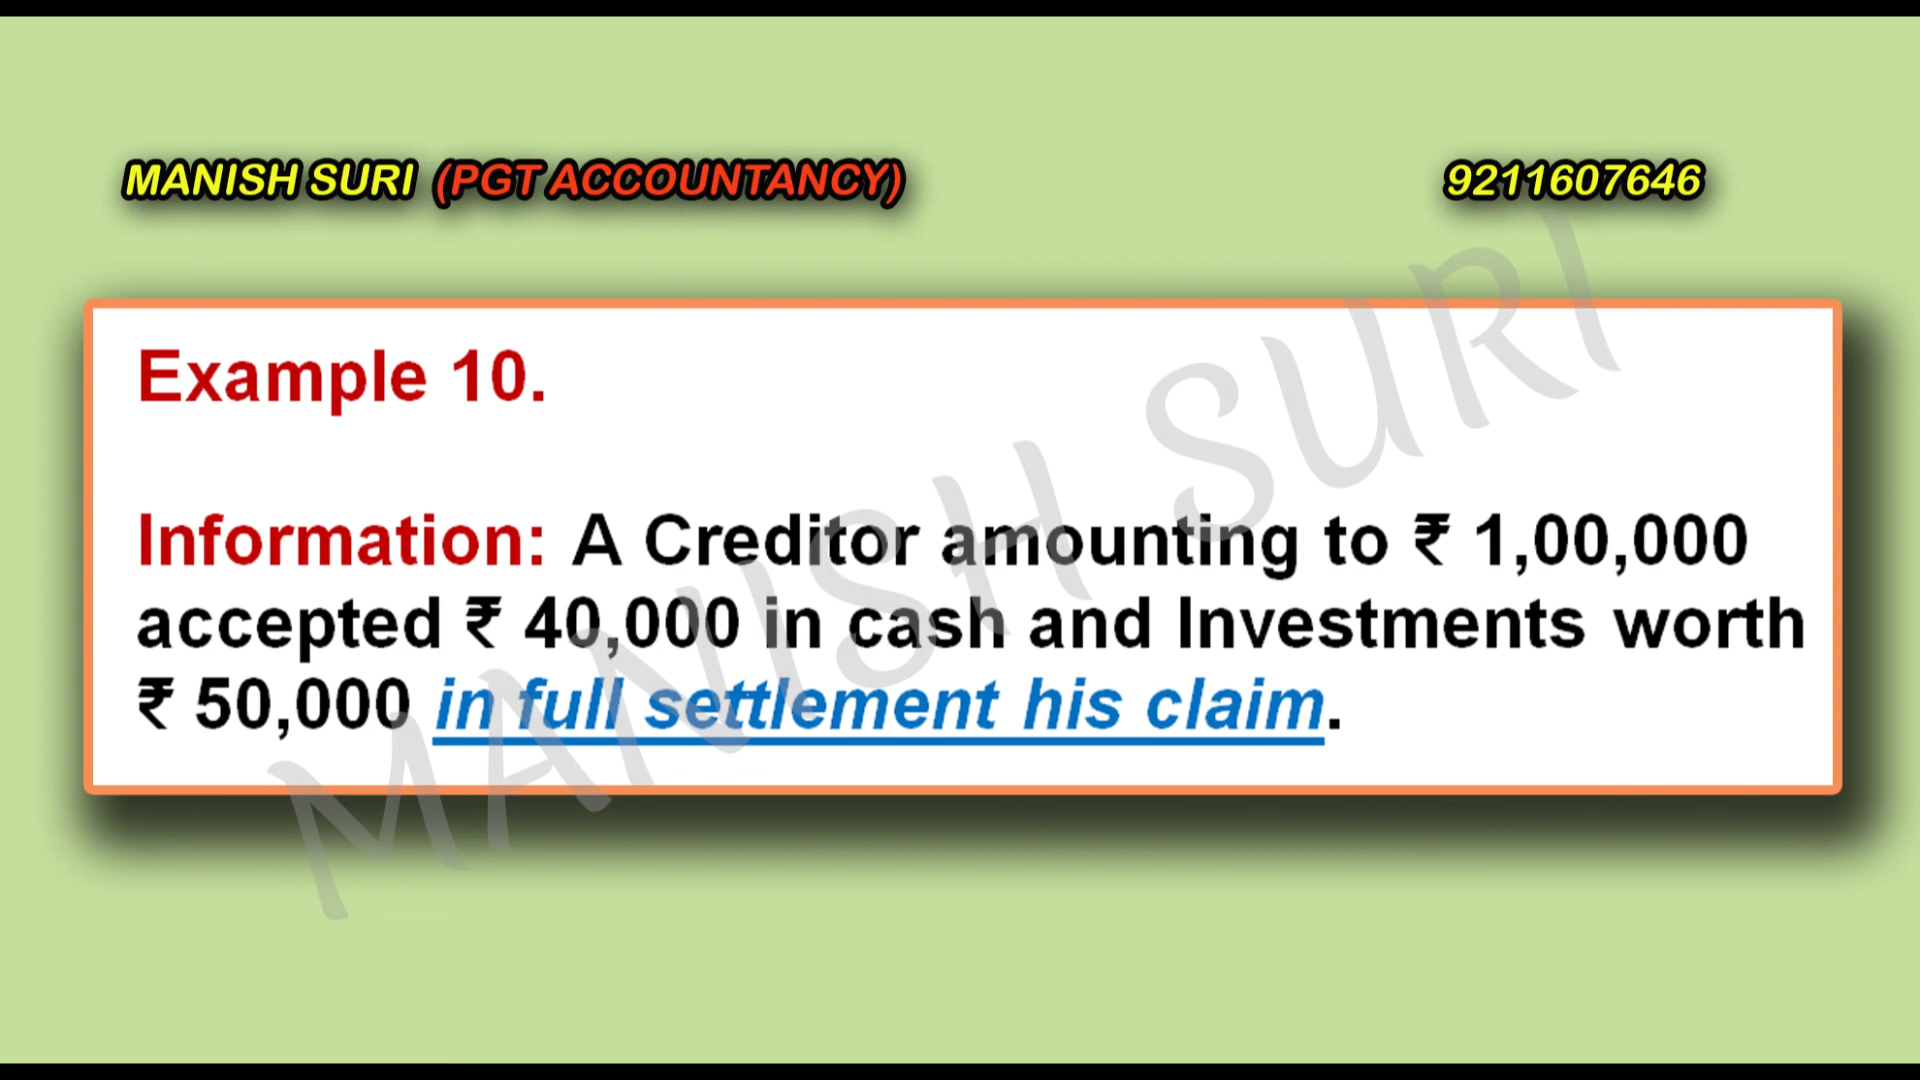 MANISH SURI (PGT ACCOUNTANCY) 9211607646
Example 10.
Information: A Creditor amounting to ₹ 1,00,000
accepted ₹ 40,000 in cash and Investments worth
₹ 50,000 in full settlement his claim.
MANISH SURI